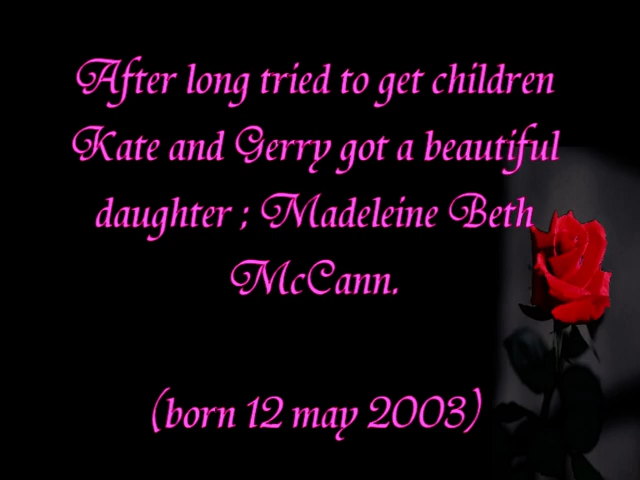 After long tried to get children
Kate and Gerry got a beautiful
daughter ; Madeleine Beth
McCann.
(born 12 may 2003)